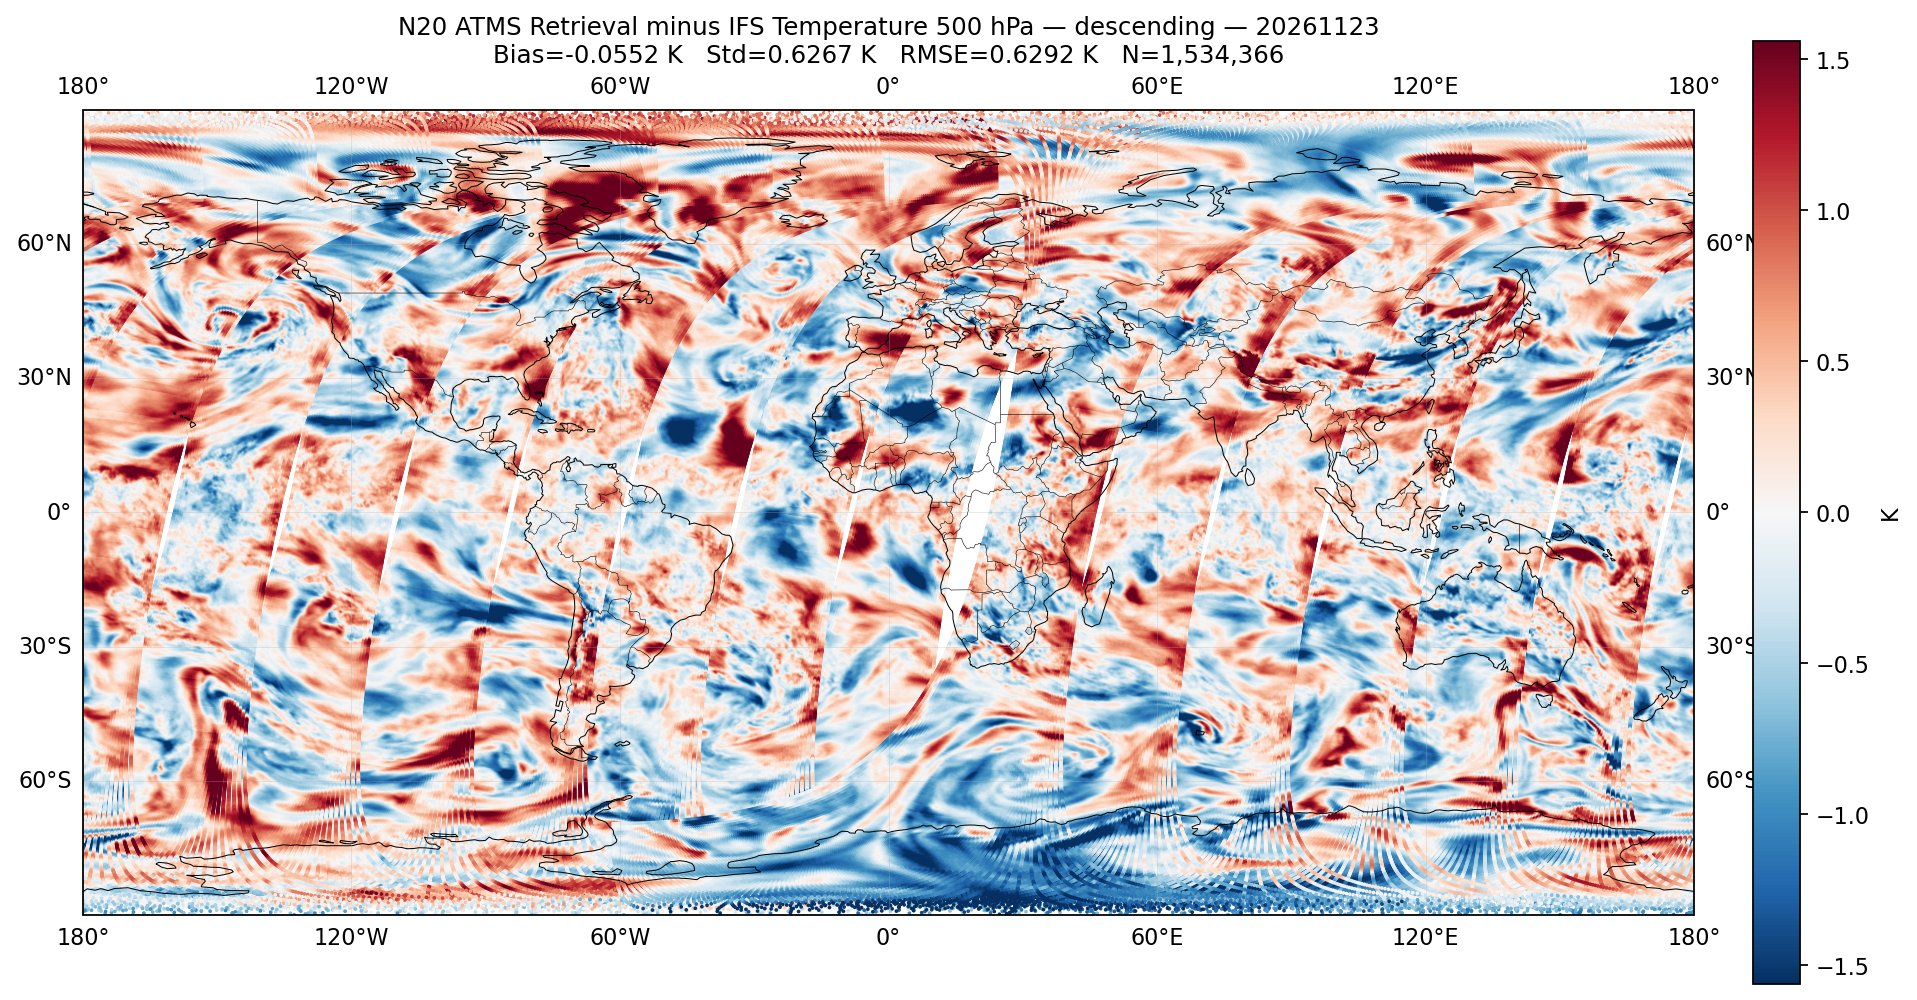 N20 ATMS Retrieval minus IFS Temperature 500 hPa — descending — 20261123
Bias=-0.0552 K   Std=0.6267 K   RMSE=0.6292 K   N=1,534,366
180° 120°W 60°W 0° 60°E 120°E 180°
60°N 60°N
30°N 30°N
0° 0°
30°S 30°S
60°S 60°S
180° 120°W 60°W 0° 60°E 120°E 180°
1.5
1.0
0.5
0.0
−0.5
−1.0
−1.5
K